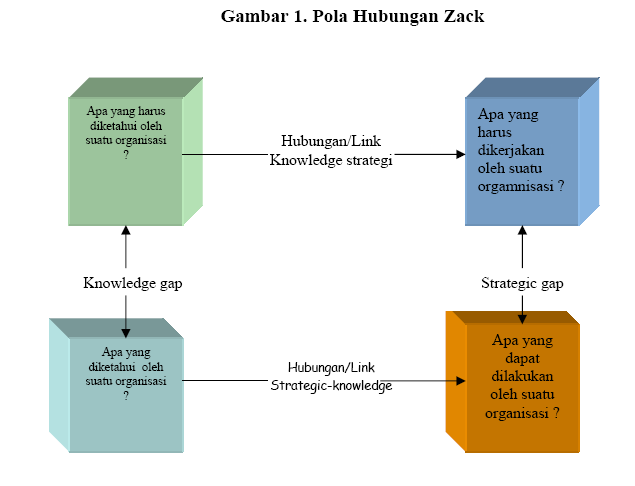 Gambar 1. Pola Hubungan Zack
Apa yang harus
diketahui oleh
suatu organisasi
?
Hubungan/Link
Knowledge strategi
Apa yang
harus
dikerjakan
oleh suatu
orgamnisasi ?
Knowledge gap
Strategic gap
Apa yang
diketahui oleh
suatu organisasi
?
Hubungan/Link
Strategic-knowledge
Apa yang
dapat
dilakukan
oleh suatu
organisasi ?